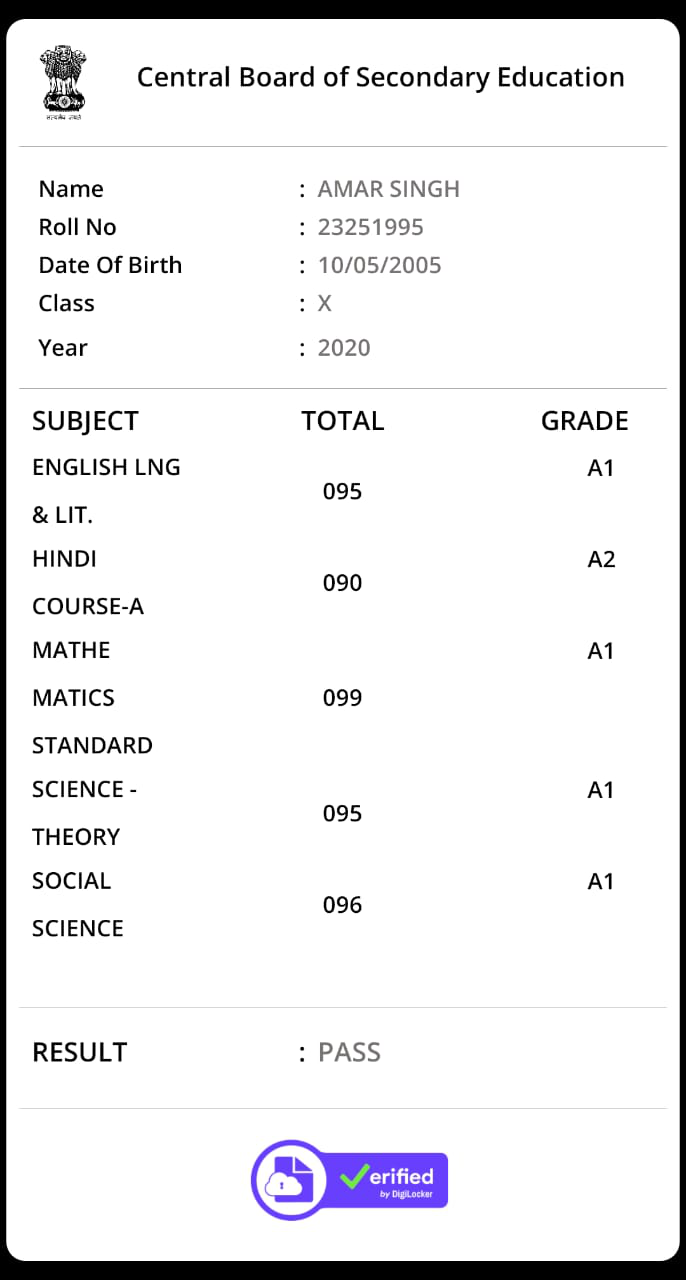 सत्यमेव जयते
Central Board of Secondary Education
Name : AMAR SINGH
Roll No : 23251995
Date Of Birth : 10/05/2005
Class : X
Year : 2020
SUBJECT TOTAL GRADE
ENGLISH LNG A1
095
& LIT.
HINDI A2
090
COURSE-A
MATHE A1
MATICS 099
STANDARD
SCIENCE - A1
095
THEORY
SOCIAL A1
096
SCIENCE
RESULT : PASS
erified
by DigiLocker